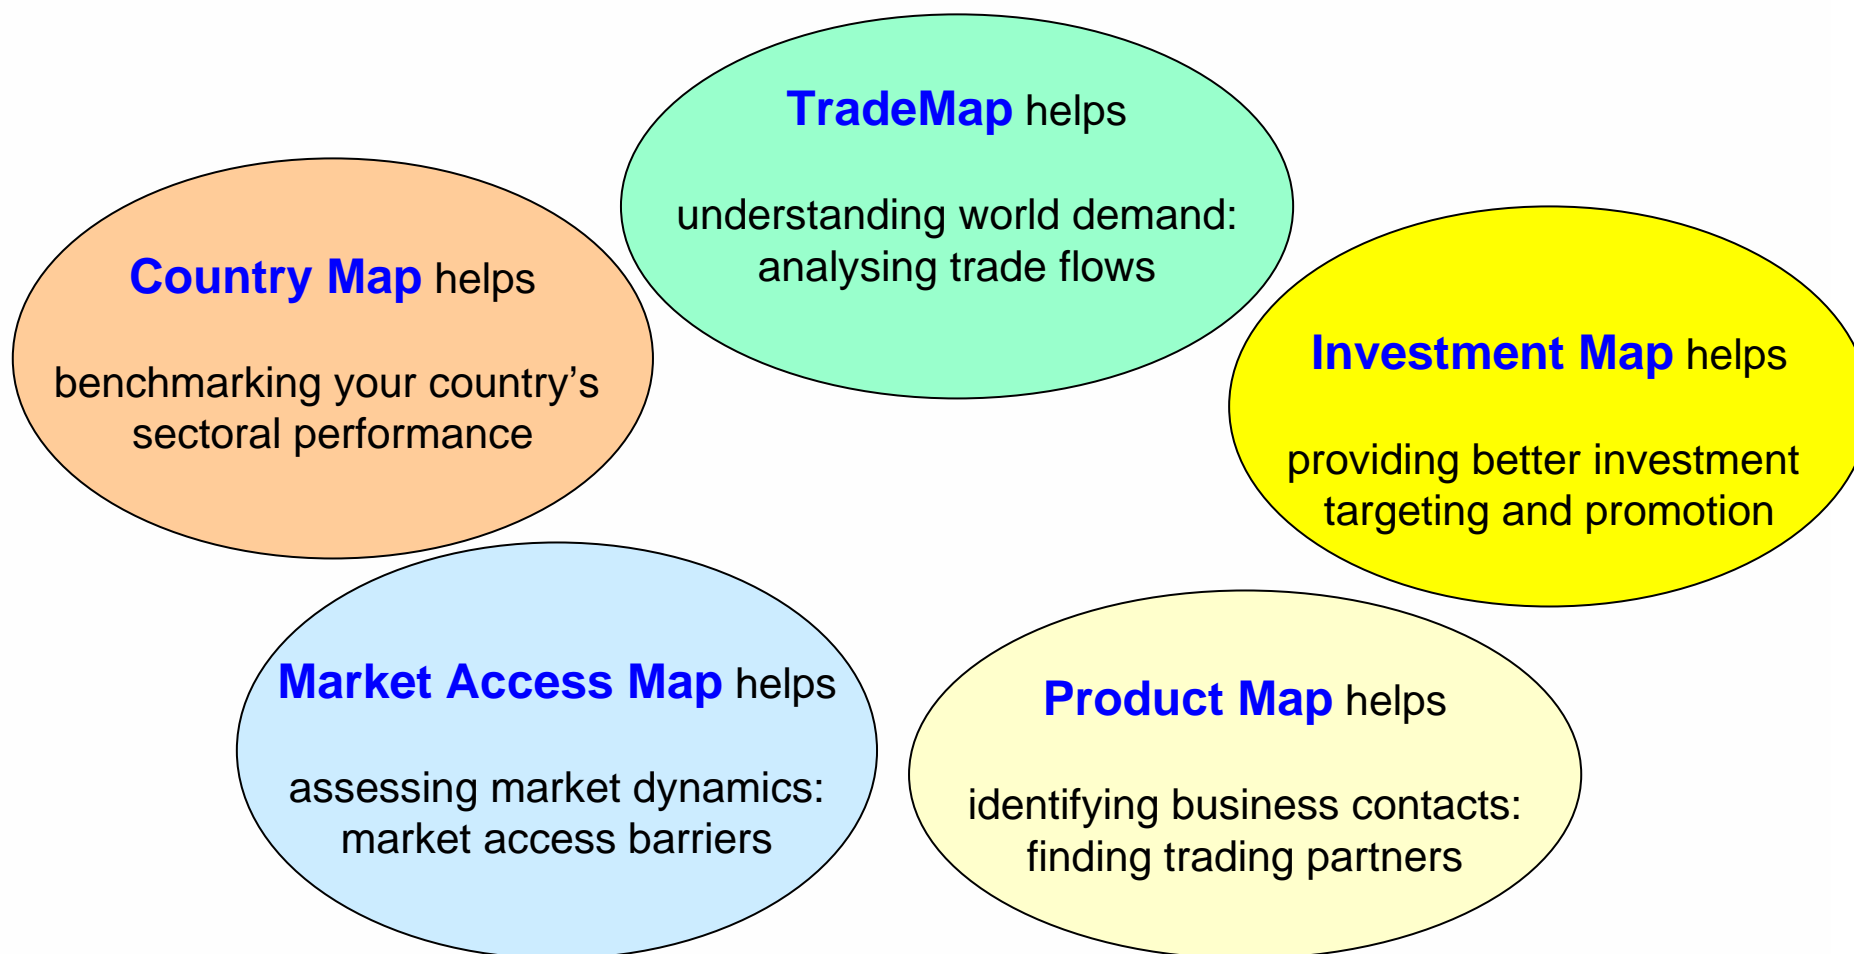 TradeMap helps
understanding world demand:
analysing trade flows
Country Map helps
benchmarking your country’s
sectoral performance
Investment Map helps
providing better investment
targeting and promotion
Market Access Map helps
assessing market dynamics:
market access barriers
Product Map helps
identifying business contacts:
finding trading partners